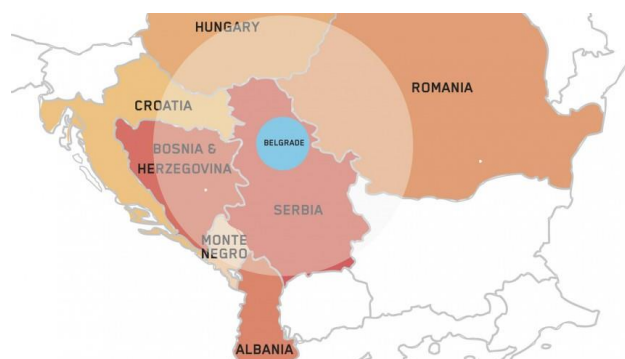 HUNGARY
ROMANIA
CROATIA
BELGRADE
BOSNIA &
HERZEGOVINA
SERBIA
MONTE
NEGRO
ALBANIA